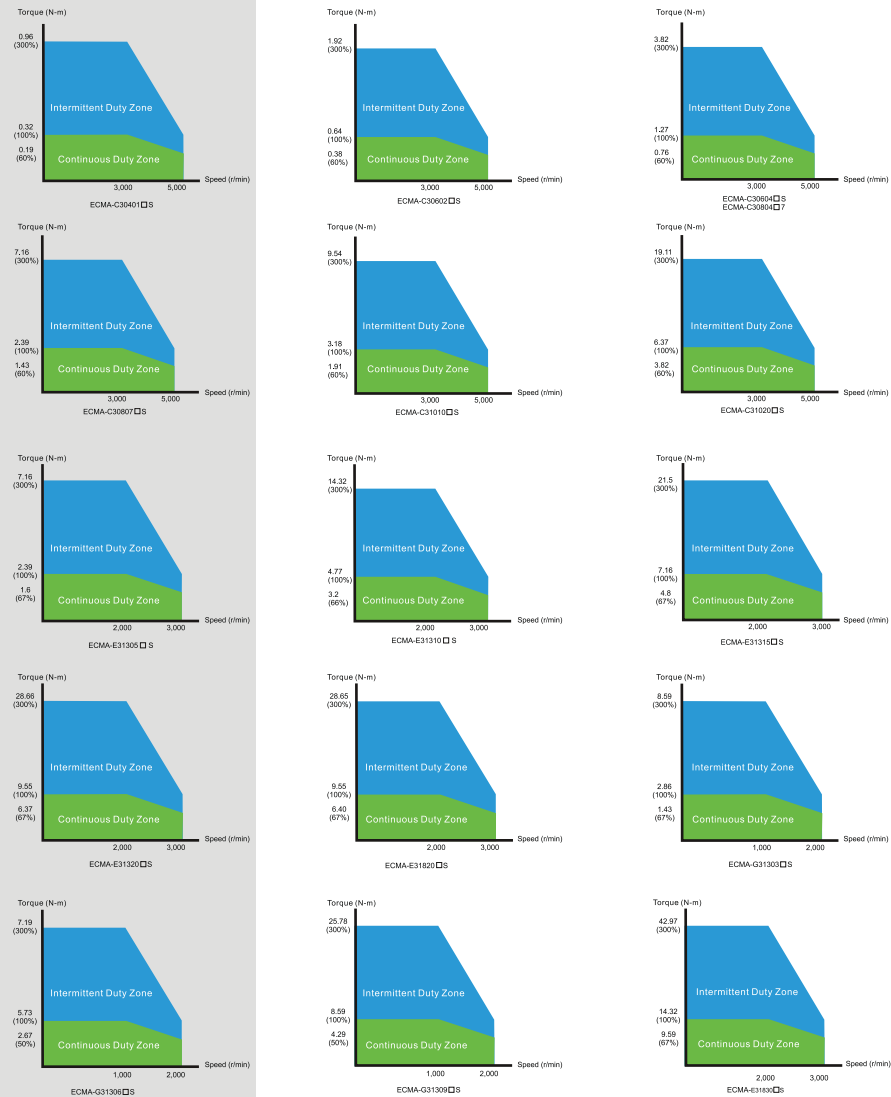 Torque (N-m)
0.96
(300%)
Intermittent Duty Zone
0.32
(100%)
0.19
(60%)
Continuous Duty Zone
Speed (r/min)
3,000 5,000
ECMA-C30401□S
Torque (N-m)
1.92
(300%)
Intermittent Duty Zone
0.64
(100%)
0.38
(60%)
Continuous Duty Zone
Speed (r/min)
3,000 5,000
ECMA-C30602□S
Torque (N-m)
3.82
(300%)
Intermittent Duty Zone
1.27
(100%)
0.76
(60%)
Continuous Duty Zone
Speed (r/min)
3,000 5,000
ECMA-C30604□S
ECMA-C30804□7
Torque (N-m)
7.16
(300%)
Intermittent Duty Zone
2.39
(100%)
1.43
(60%)
Continuous Duty Zone
Speed (r/min)
3,000 5,000
ECMA-C30807□S
Torque (N-m)
9.54
(300%)
Intermittent Duty Zone
3.18
(100%)
1.91
(60%)
Continuous Duty Zone
Speed (r/min)
3,000 5,000
ECMA-C31010□S
Torque (N-m)
19.11
(300%)
Intermittent Duty Zone
6.37
(100%)
3.82
(60%)
Continuous Duty Zone
Speed (r/min)
3,000 5,000
ECMA-C31020□S
Torque (N-m)
7.16
(300%)
Intermittent Duty Zone
2.39
(100%)
1.6
(67%)
Continuous Duty Zone
Speed (r/min)
2,000 3,000
ECMA-E31305□S
Torque (N-m)
14.32
(300%)
Intermittent Duty Zone
4.77
(100%)
3.2
(66%)
Continuous Duty Zone
Speed (r/min)
2,000 3,000
ECMA-E31310□S
Torque (N-m)
21.5
(300%)
Intermittent Duty Zone
7.16
(100%)
4.8
(67%)
Continuous Duty Zone
Speed (r/min)
2,000 3,000
ECMA-E31315□S
Torque (N-m)
28.66
(300%)
Intermittent Duty Zone
9.55
(100%)
6.37
(67%)
Continuous Duty Zone
Speed (r/min)
2,000 3,000
ECMA-E31320□S
Torque (N-m)
28.65
(300%)
Intermittent Duty Zone
9.55
(100%)
6.40
(67%)
Continuous Duty Zone
Speed (r/min)
2,000 3,000
ECMA-E31820□S
Torque (N-m)
8.59
(300%)
Intermittent Duty Zone
2.86
(100%)
1.43
(67%)
Continuous Duty Zone
Speed (r/min)
1,000 2,000
ECMA-G31303□S
Torque (N-m)
7.19
(300%)
Intermittent Duty Zone
5.73
(100%)
2.67
(50%)
Continuous Duty Zone
Speed (r/min)
1,000 2,000
ECMA-G31306□S
Torque (N-m)
25.78
(300%)
Intermittent Duty Zone
8.59
(100%)
4.29
(50%)
Continuous Duty Zone
Speed (r/min)
1,000 2,000
ECMA-G31309□S
Torque (N-m)
42.97
(300%)
Intermittent Duty Zone
14.32
(100%)
9.59
(67%)
Continuous Duty Zone
Speed (r/min)
2,000 3,000
ECMA-E31830□S